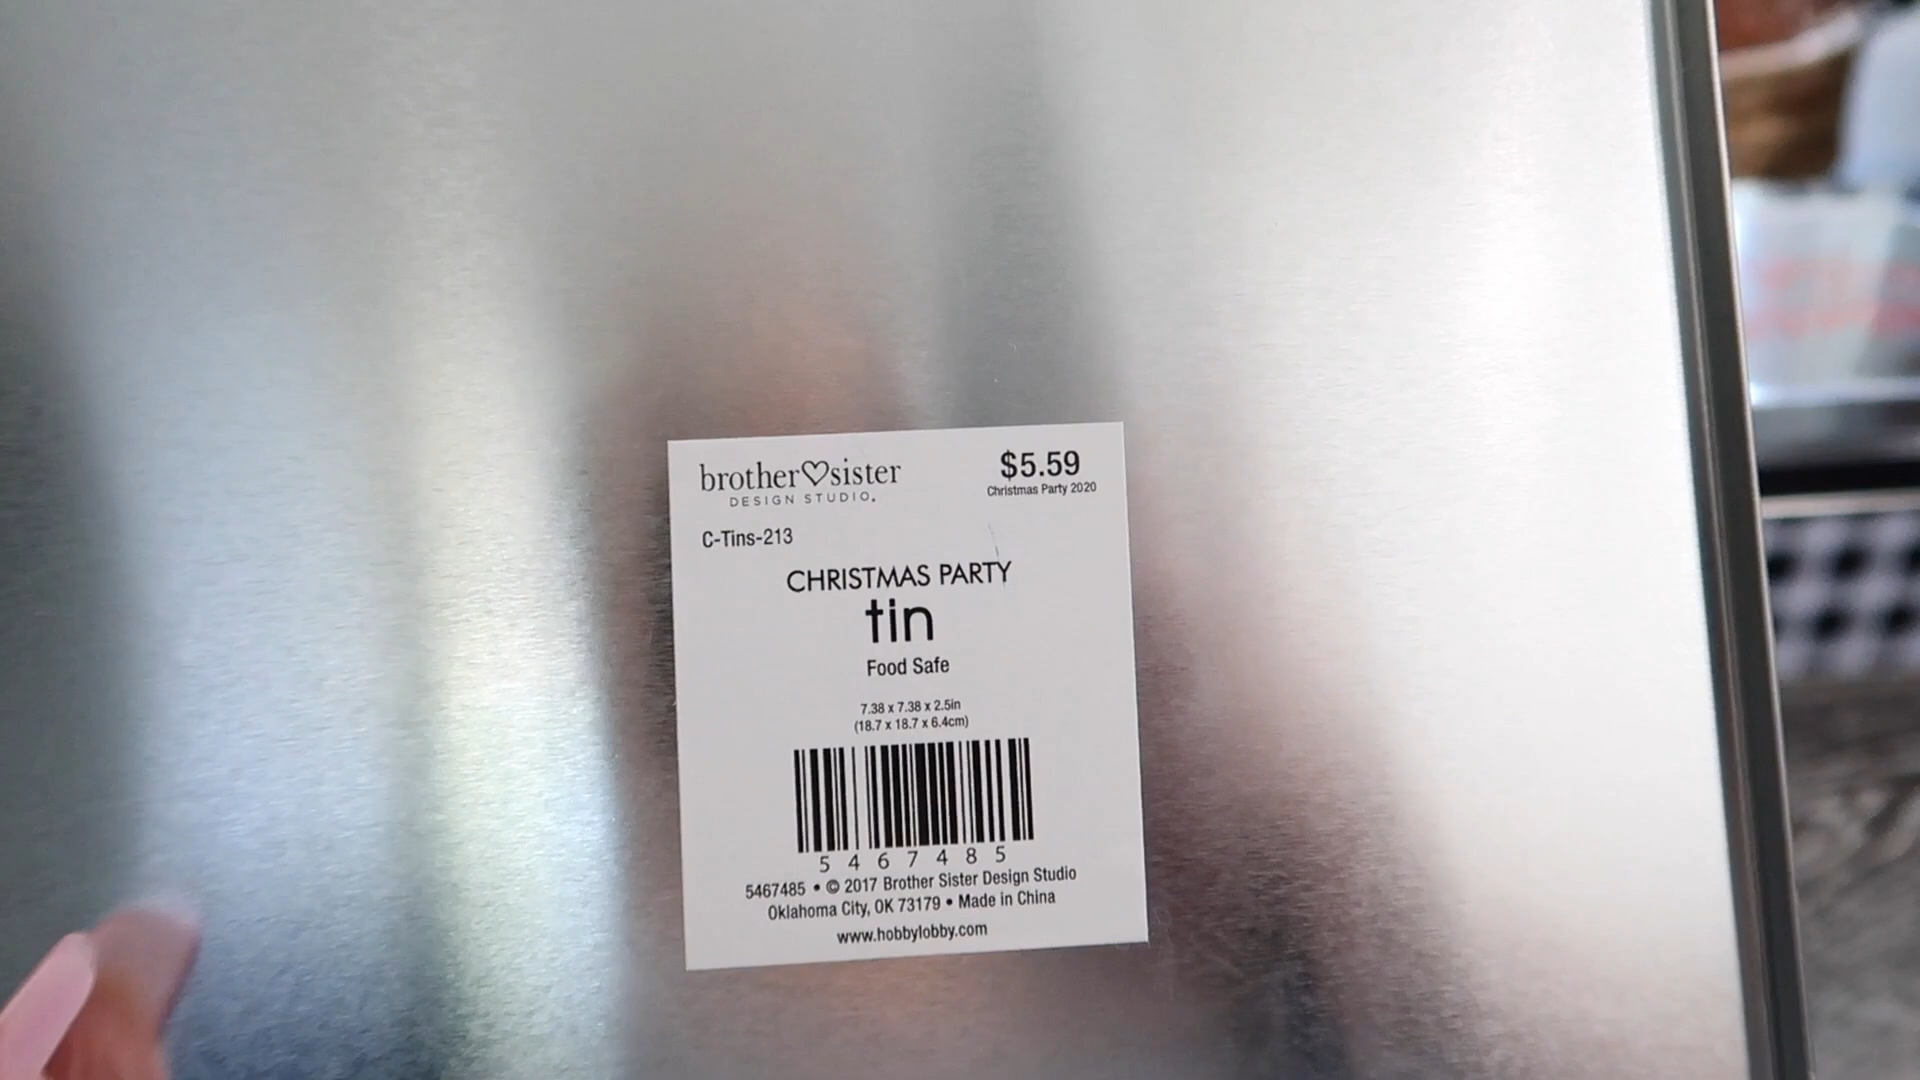 brother♡sister
DESIGN STUDIO.
$5.59
Christmas Party 2020
C-Tins-213
CHRISTMAS PARTY
tin
Food Safe
7.38 x 7.38 x 2.5in
(18.7 x 18.7 x 6.4cm)
5 4 6 7 4 8 5
5467485 • © 2017 Brother Sister Design Studio
Oklahoma City, OK 73179 • Made in China
www.hobbylobby.com